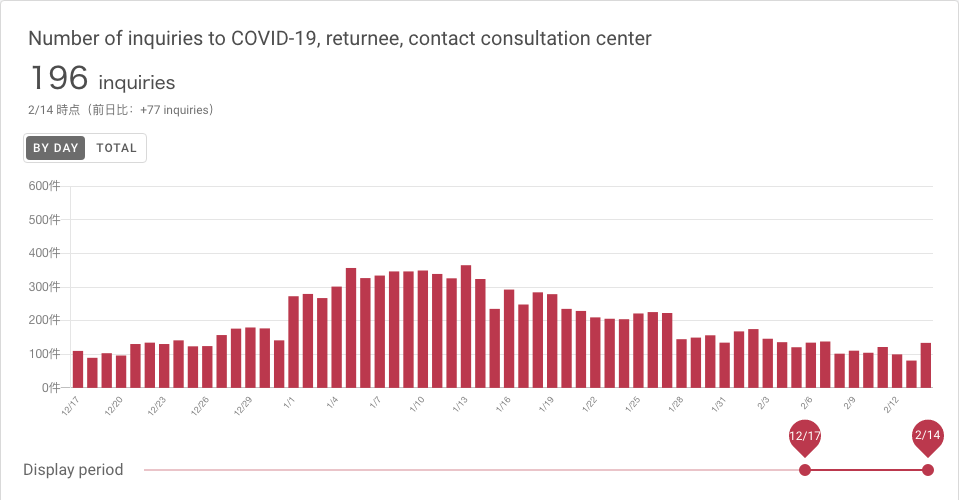 Number of inquiries to COVID-19, returnee, contact consultation center
196 inquiries
2/14 時点（前日比：+77 inquiries）
BY DAY TOTAL
600件
500件
400件
300件
200件
100件
0件
12/17 12/20 12/23 12/26 12/29 1/1 1/4 1/7 1/10 1/13 1/16 1/19 1/22 1/25 1/28 1/31 2/3 2/6 2/9 2/12
12/17 2/14
Display period